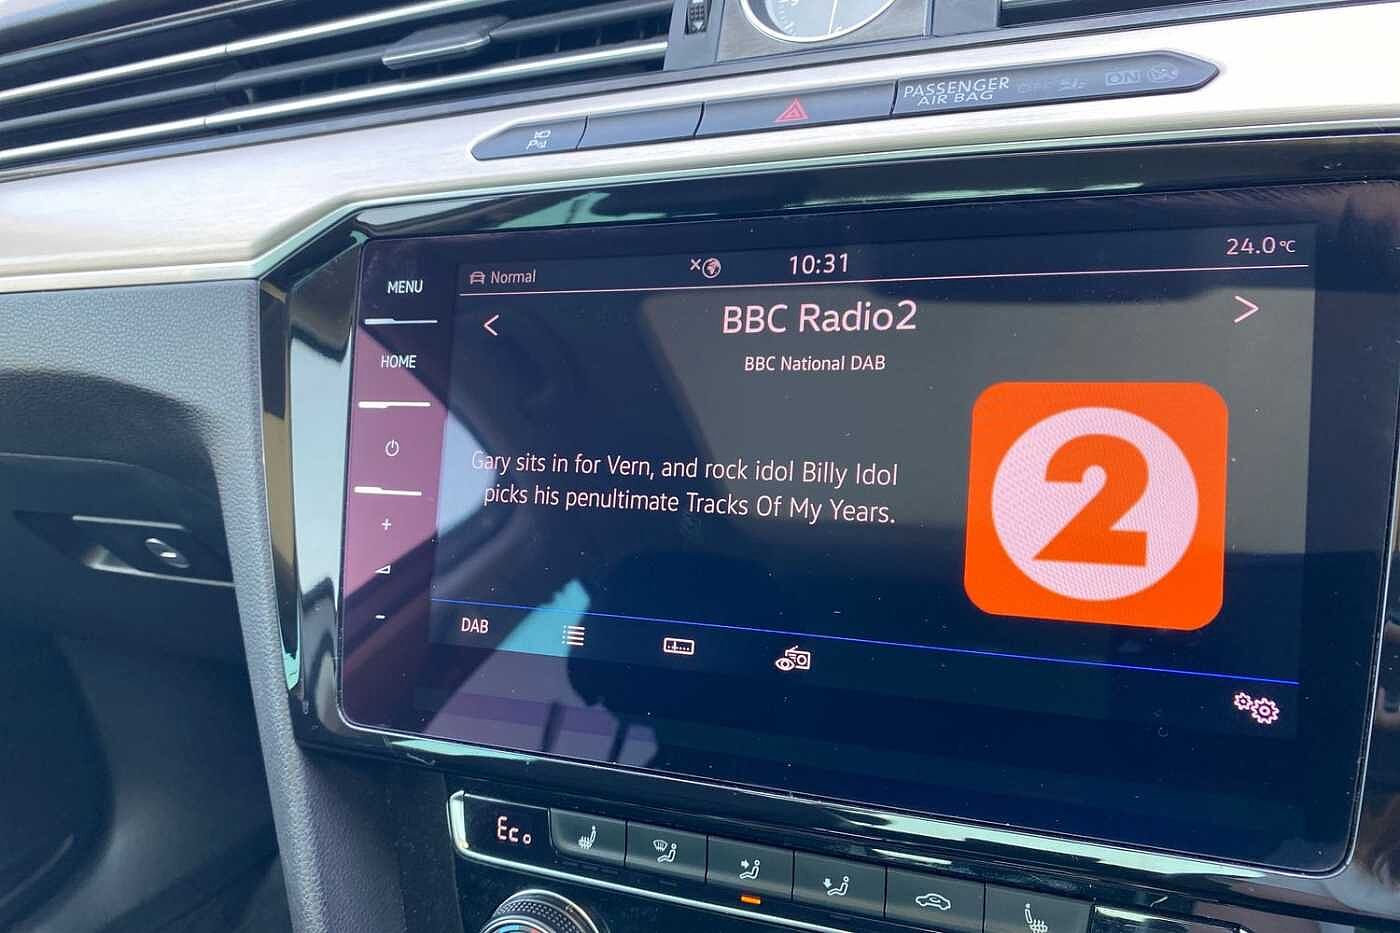 PASSENGER
AIR BAG
OFF
ON
MENU
HOME
+
-
Normal
10:31
24.0°C
<
BBC Radio2
>
BBC National DAB
Gary sits in for Vern, and rock idol Billy Idol
picks his penultimate Tracks Of My Years.
2
DAB
Eco